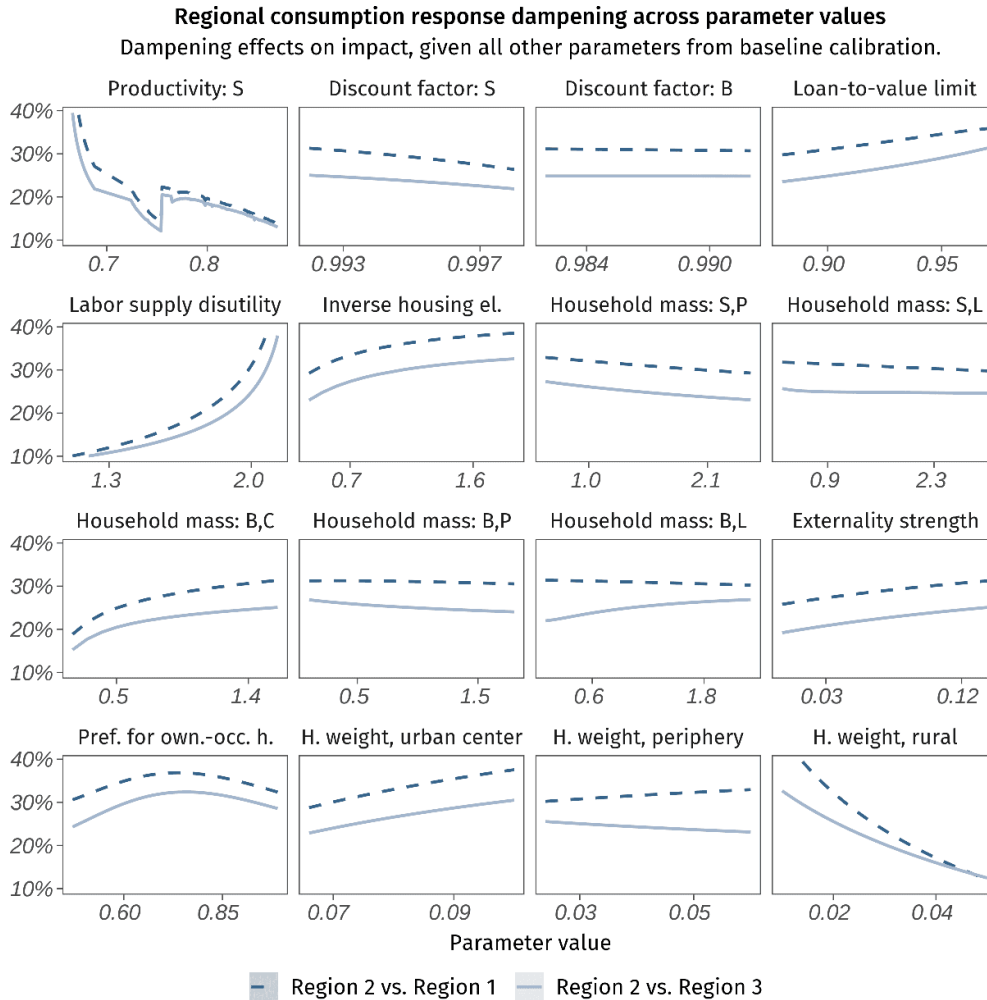 Regional consumption response dampening across parameter values
Dampening effects on impact, given all other parameters from baseline calibration.
Productivity: S
Discount factor: S
Discount factor: B
Loan-to-value limit
40%
30%
20%
10%
0.7 0.8
0.993 0.997
0.984 0.990
0.90 0.95
Labor supply disutility
Inverse housing el.
Household mass: S,P
Household mass: S,L
40%
30%
20%
10%
1.3 2.0
0.7 1.6
1.0 2.1
0.9 2.3
Household mass: B,C
Household mass: B,P
Household mass: B,L
Externality strength
40%
30%
20%
10%
0.5 1.4
0.5 1.5
0.6 1.8
0.03 0.12
Pref. for own.-occ. h.
H. weight, urban center
H. weight, periphery
H. weight, rural
40%
30%
20%
10%
0.60 0.85
0.07 0.09
0.03 0.05
0.02 0.04
Parameter value
Region 2 vs. Region 1
Region 2 vs. Region 3